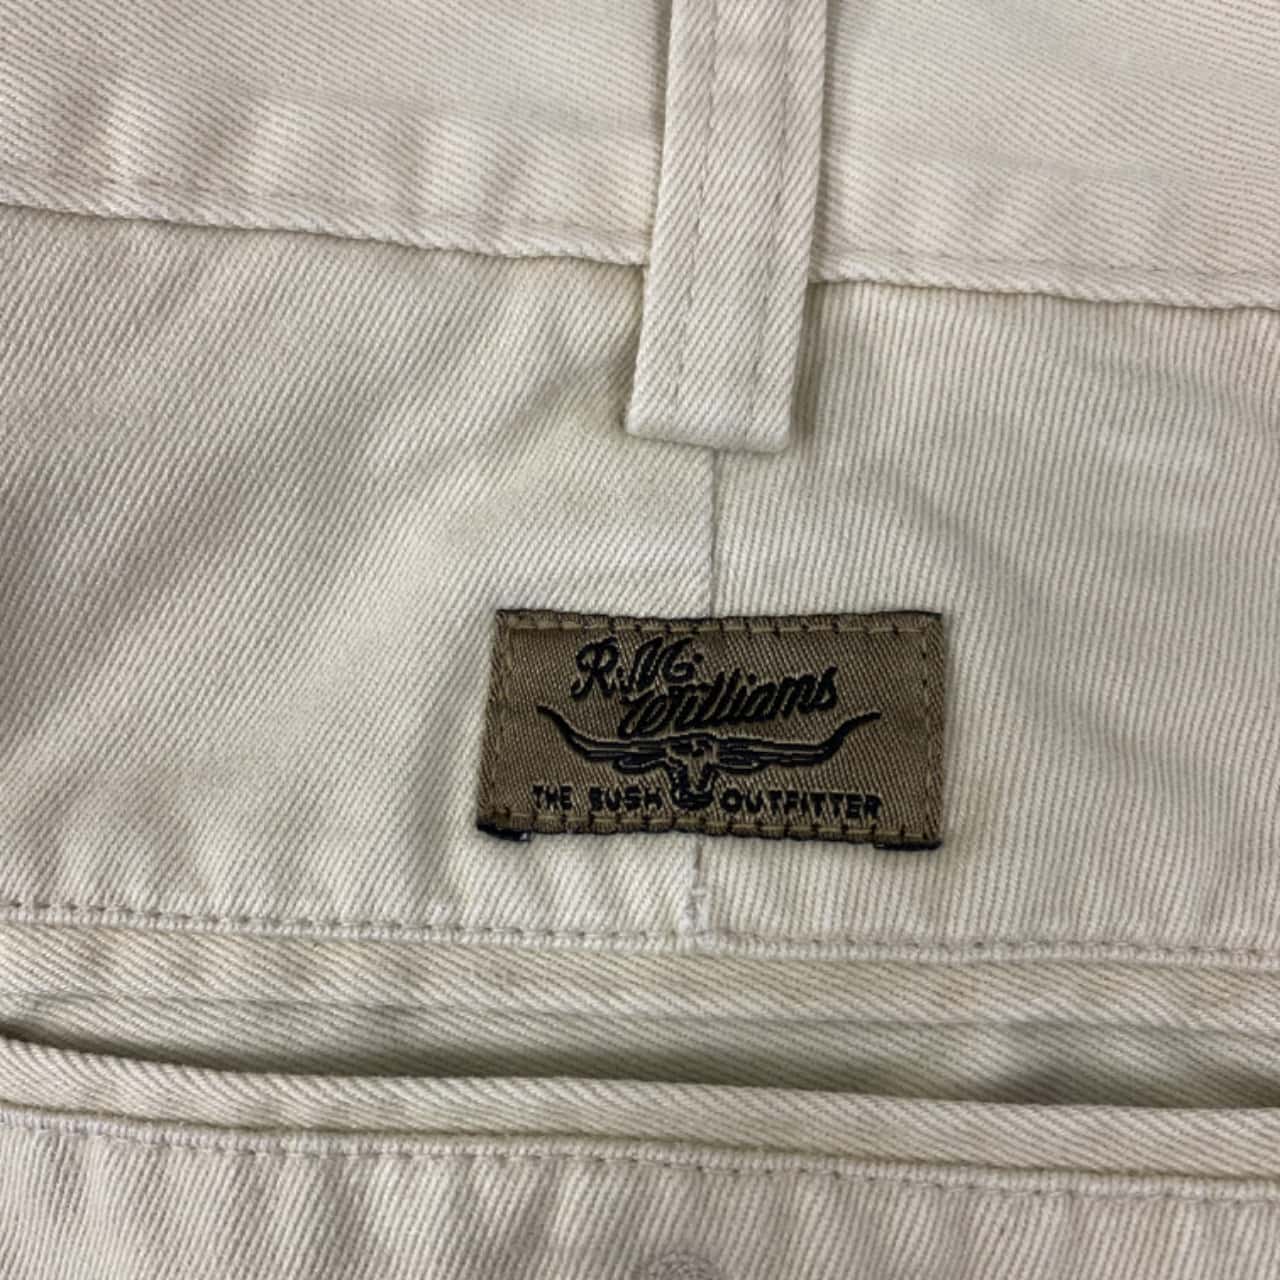 R.M.
Williams
THE BUSH OUTFITTER